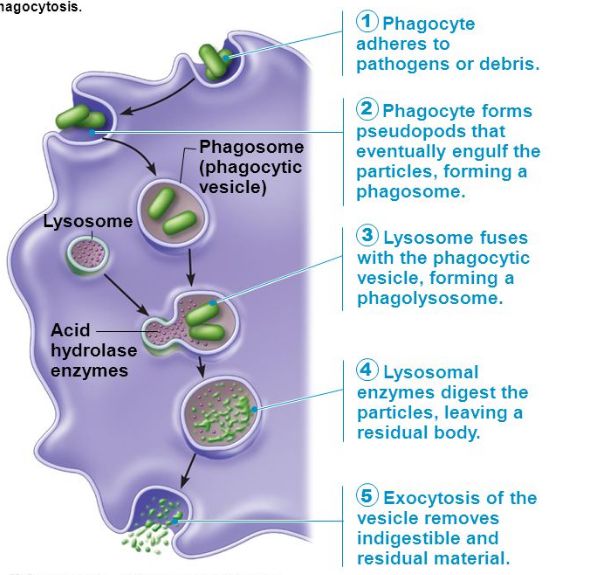 hagocytosis.
① Phagocyte
adheres to
pathogens or debris.
② Phagocyte forms
pseudopods that
eventually engulf the
particles, forming a
phagosome.
Phagosome
(phagocytic
vesicle)
Lysosome
③ Lysosome fuses
with the phagocytic
vesicle, forming a
phagolysosome.
Acid
hydrolase
enzymes
④ Lysosomal
enzymes digest the
particles, leaving a
residual body.
⑤ Exocytosis of the
vesicle removes
indigestible and
residual material.